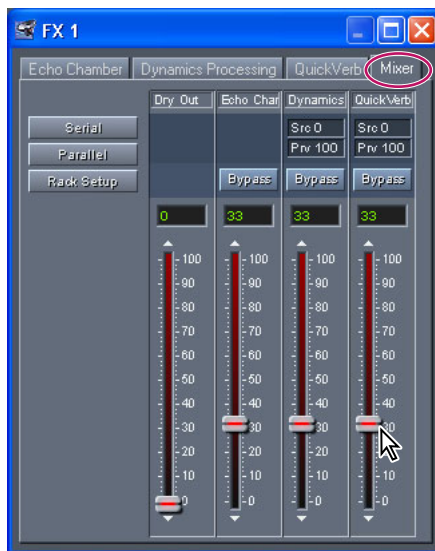 FX 1
Echo Chamber Dynamics Processing QuickVerb Mixer
Dry Out Echo Char Dynamics QuickVerb
Serial Src 0 Src 0
Parallel Prv 100 Prv 100
Rack Setup Bypass Bypass Bypass
0 33 33 33
100 100 100 100
90 90 90 90
80 80 80 80
70 70 70 70
60 60 60 60
50 50 50 50
40 40 40 40
30 30 30 30
20 20 20 20
10 10 10 10
0 0 0 0